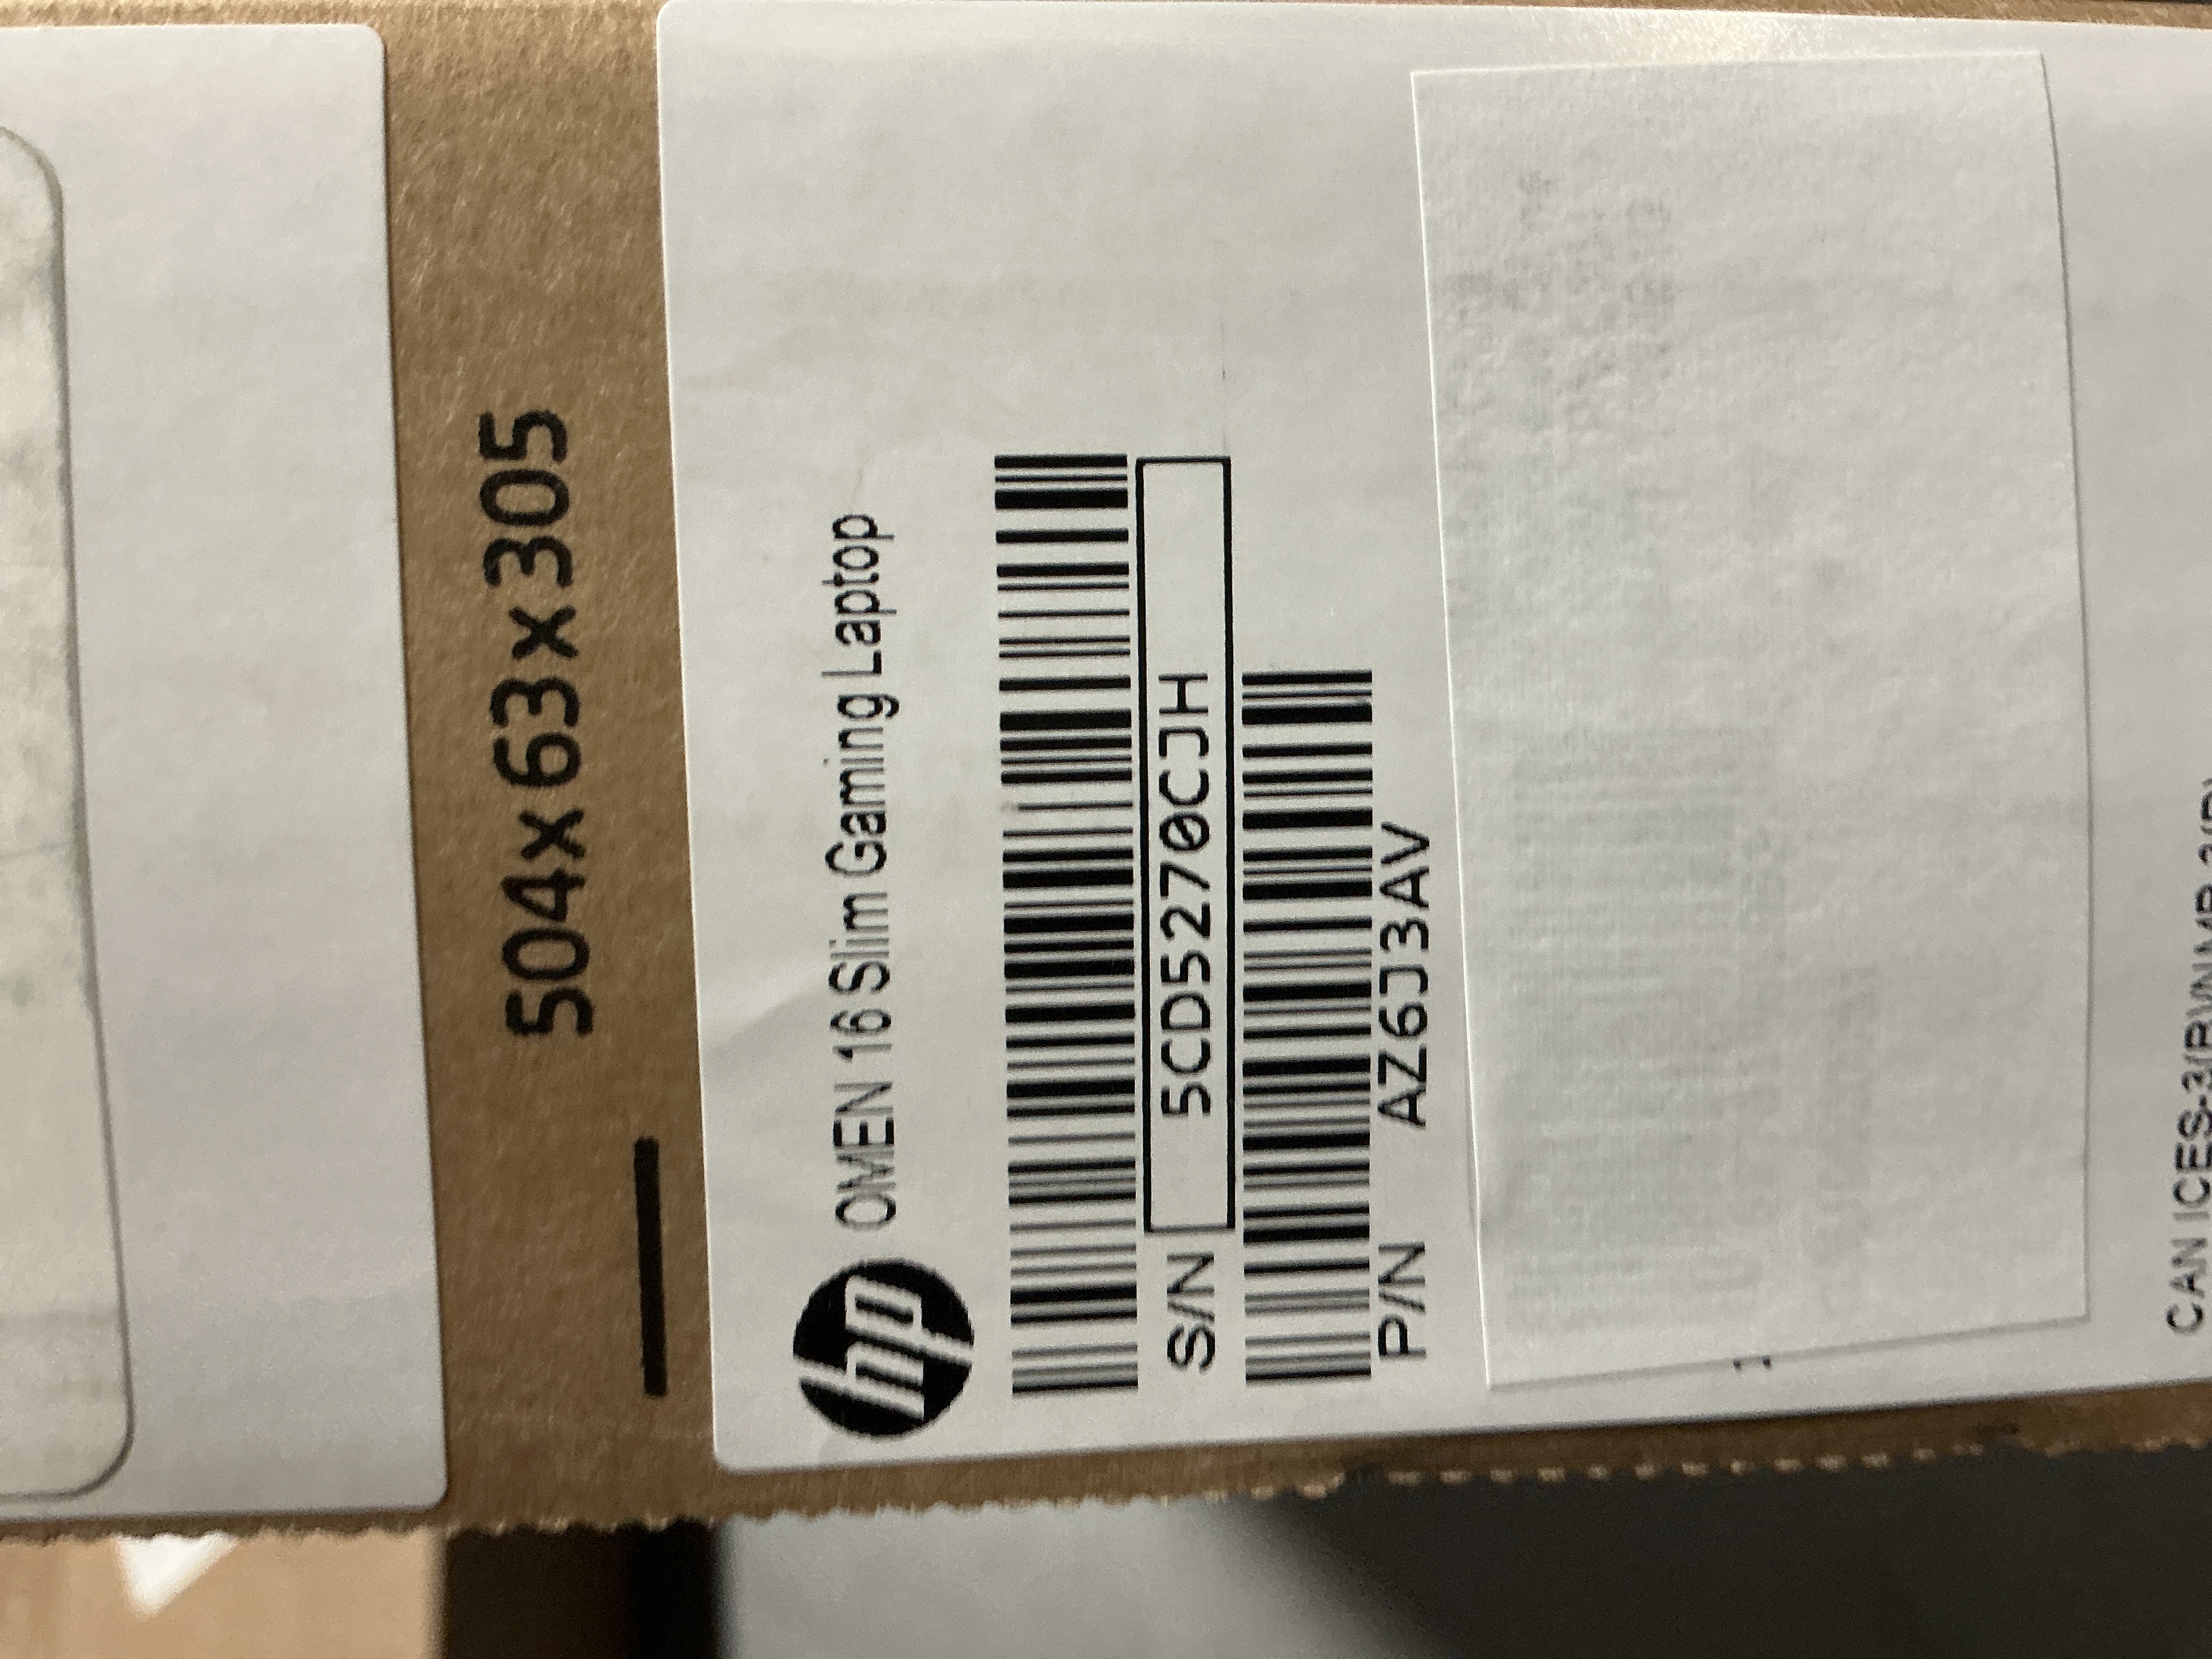 504x63x305
hp OMEN 16 Slim Gaming Laptop
S/N 5CD5270CJH
P/N AZ6J3AV